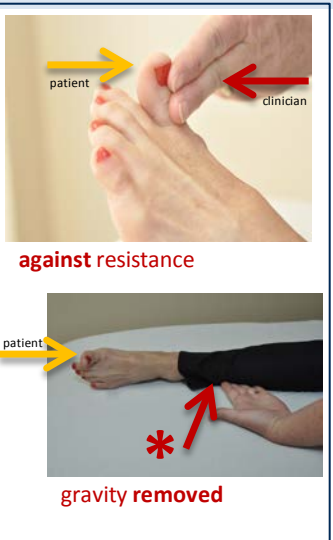 patient
clinician
against resistance
patient
*
gravity removed